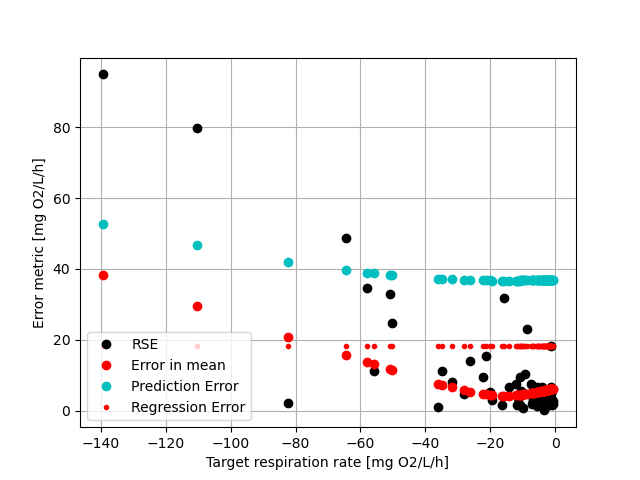 80
60
40
20
0
Error metric [mg O2/L/h]
RSE
Error in mean
Prediction Error
Regression Error
−140
−120
−100
−80
−60
−40
−20
0
Target respiration rate [mg O2/L/h]